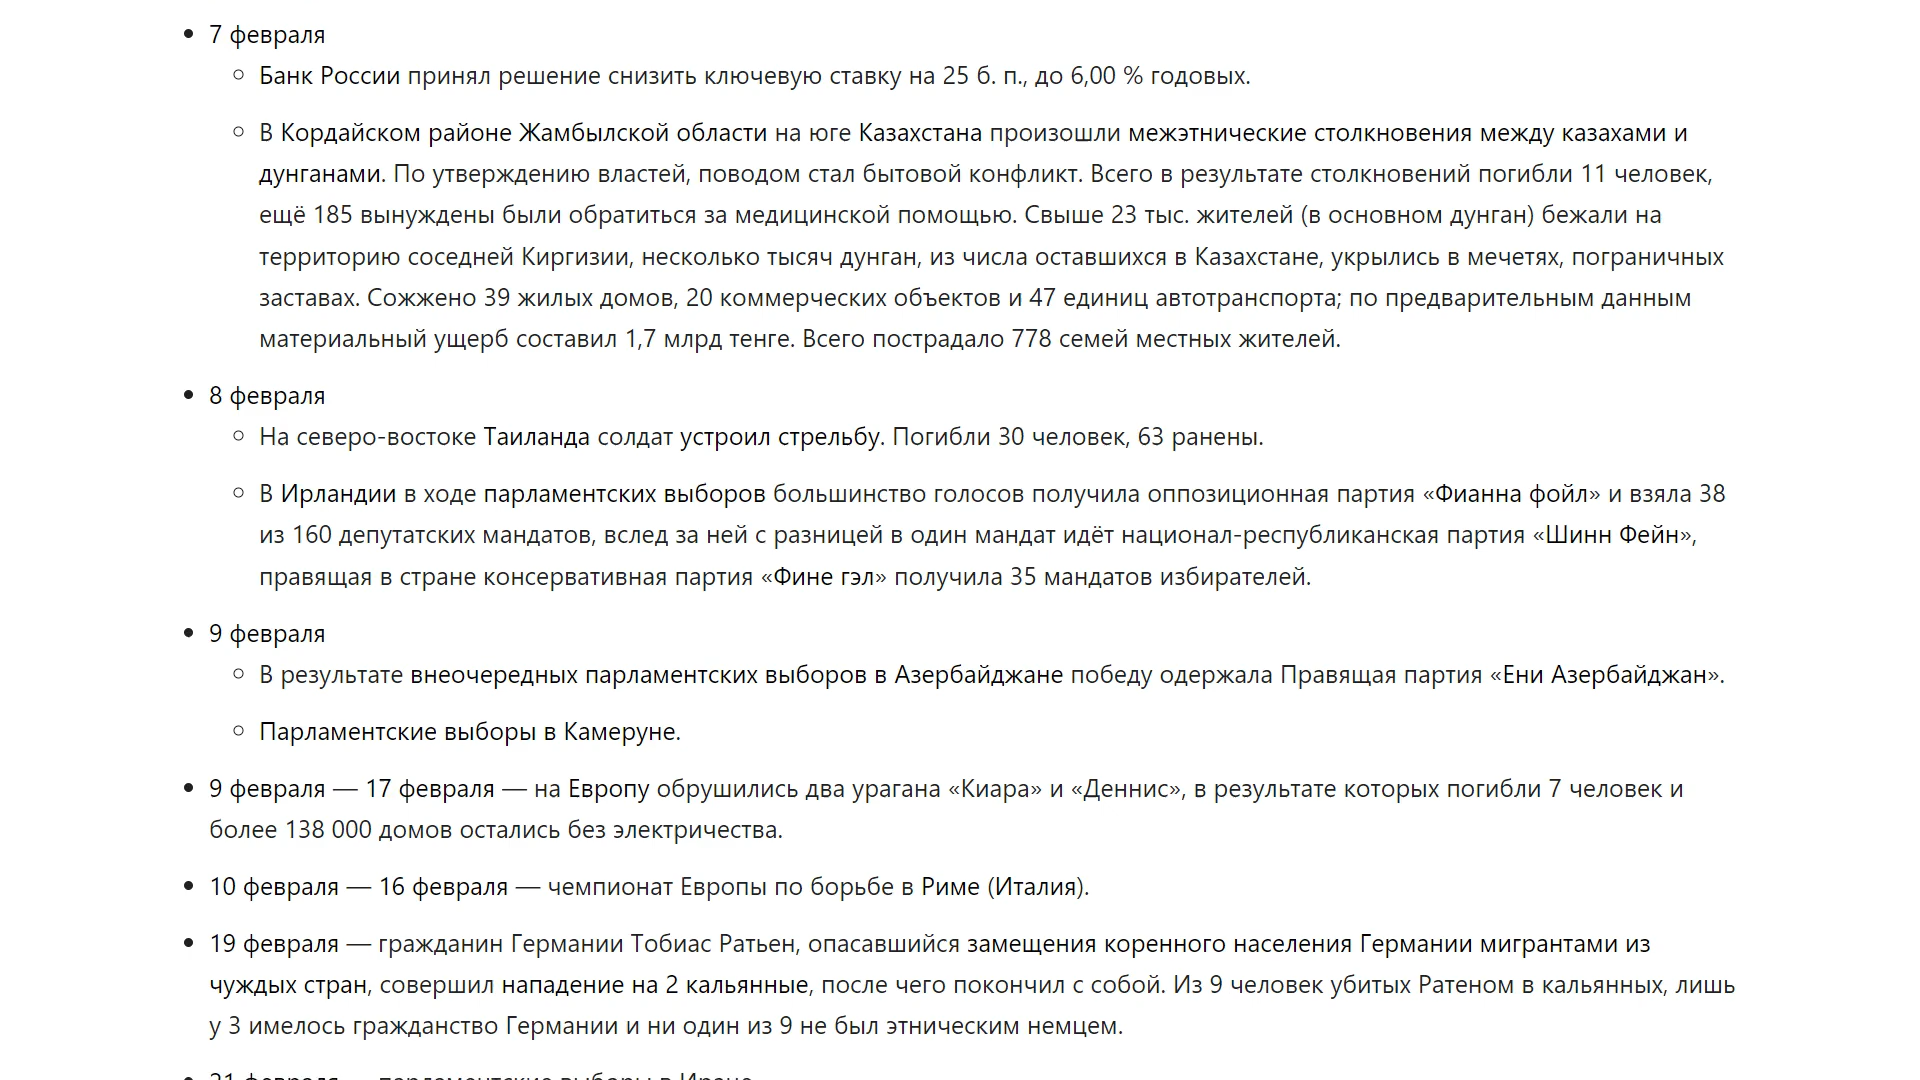 7 февраля
Банк России принял решение снизить ключевую ставку на 25 б. п., до 6,00 % годовых.
В Кордайском районе Жамбылской области на юге Казахстана произошли межэтнические столкновения между казахами и
дунганами. По утверждению властей, поводом стал бытовой конфликт. Всего в результате столкновений погибли 11 человек,
ещё 185 вынуждены были обратиться за медицинской помощью. Свыше 23 тыс. жителей (в основном дунган) бежали на
территорию соседней Киргизии, несколько тысяч дунган, из числа оставшихся в Казахстане, укрылись в мечетях, пограничных
заставах. Сожжено 39 жилых домов, 20 коммерческих объектов и 47 единиц автотранспорта; по предварительным данным
материальный ущерб составил 1,7 млрд тенге. Всего пострадало 778 семей местных жителей.
8 февраля
На северо-востоке Таиланда солдат устроил стрельбу. Погибли 30 человек, 63 ранены.
В Ирландии в ходе парламентских выборов большинство голосов получила оппозиционная партия «Фианна фойл» и взяла 38
из 160 депутатских мандатов, вслед за ней с разницей в один мандат идёт национал-республиканская партия «Шинн Фейн»,
правящая в стране консервативная партия «Фине гэл» получила 35 мандатов избирателей.
9 февраля
В результате внеочередных парламентских выборов в Азербайджане победу одержала Правящая партия «Ени Азербайджан».
Парламентские выборы в Камеруне.
9 февраля — 17 февраля — на Европу обрушились два урагана «Киара» и «Деннис», в результате которых погибли 7 человек и
более 138 000 домов остались без электричества.
10 февраля — 16 февраля — чемпионат Европы по борьбе в Риме (Италия).
19 февраля — гражданин Германии Тобиас Ратьен, опасавшийся замещения коренного населения Германии мигрантами из
чуждых стран, совершил нападение на 2 кальянные, после чего покончил с собой. Из 9 человек убитых Ратеном в кальянных, лишь
у 3 имелось гражданство Германии и ни один из 9 не был этническим немцем.
21 февраля — парламентские выборы в Иране